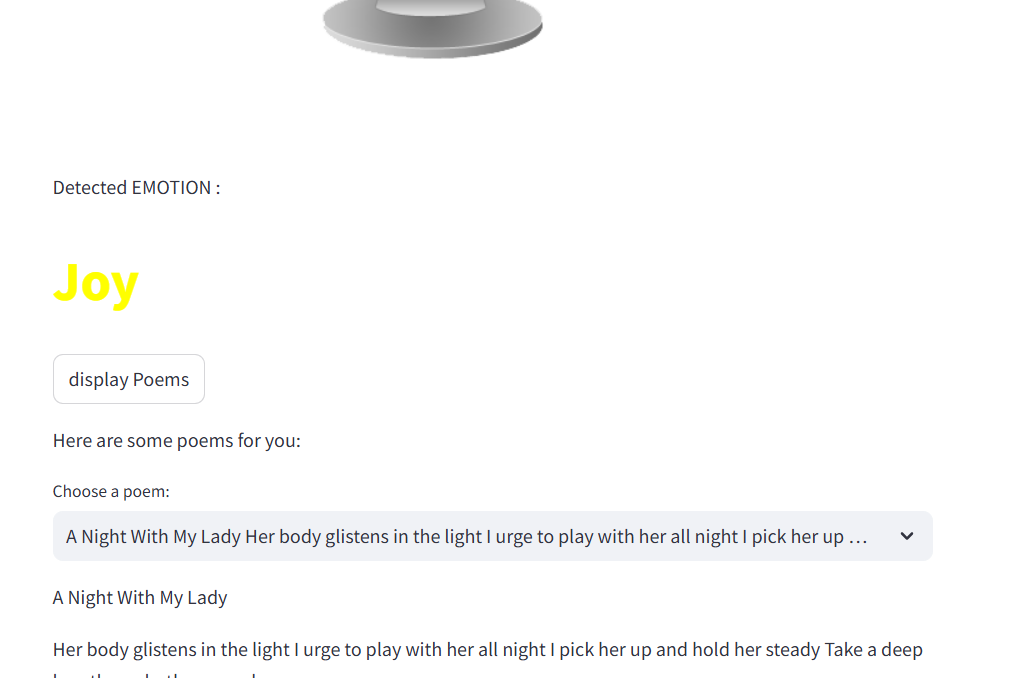 Detected EMOTION :
Joy
display Poems
Here are some poems for you:
Choose a poem:
A Night With My Lady Her body glistens in the light I urge to play with her all night I pick her up …
A Night With My Lady
Her body glistens in the light I urge to play with her all night I pick her up and hold her steady Take a deep